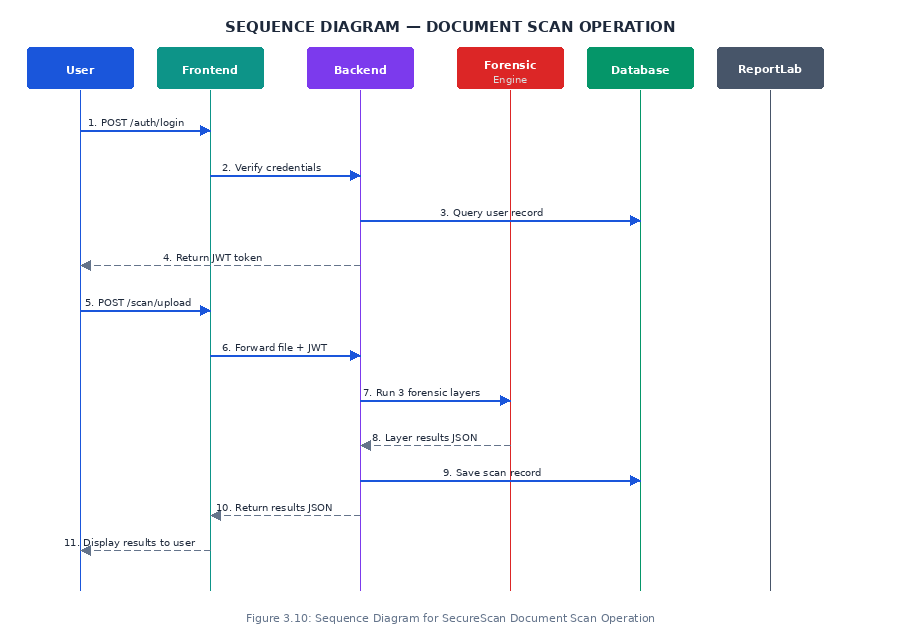 SEQUENCE DIAGRAM — DOCUMENT SCAN OPERATION
User
Frontend
Backend
Forensic
Engine
Database
ReportLab
1. POST /auth/login
2. Verify credentials
3. Query user record
4. Return JWT token
5. POST /scan/upload
6. Forward file + JWT
7. Run 3 forensic layers
8. Layer results JSON
9. Save scan record
10. Return results JSON
11. Display results to user
Figure 3.10: Sequence Diagram for SecureScan Document Scan Operation